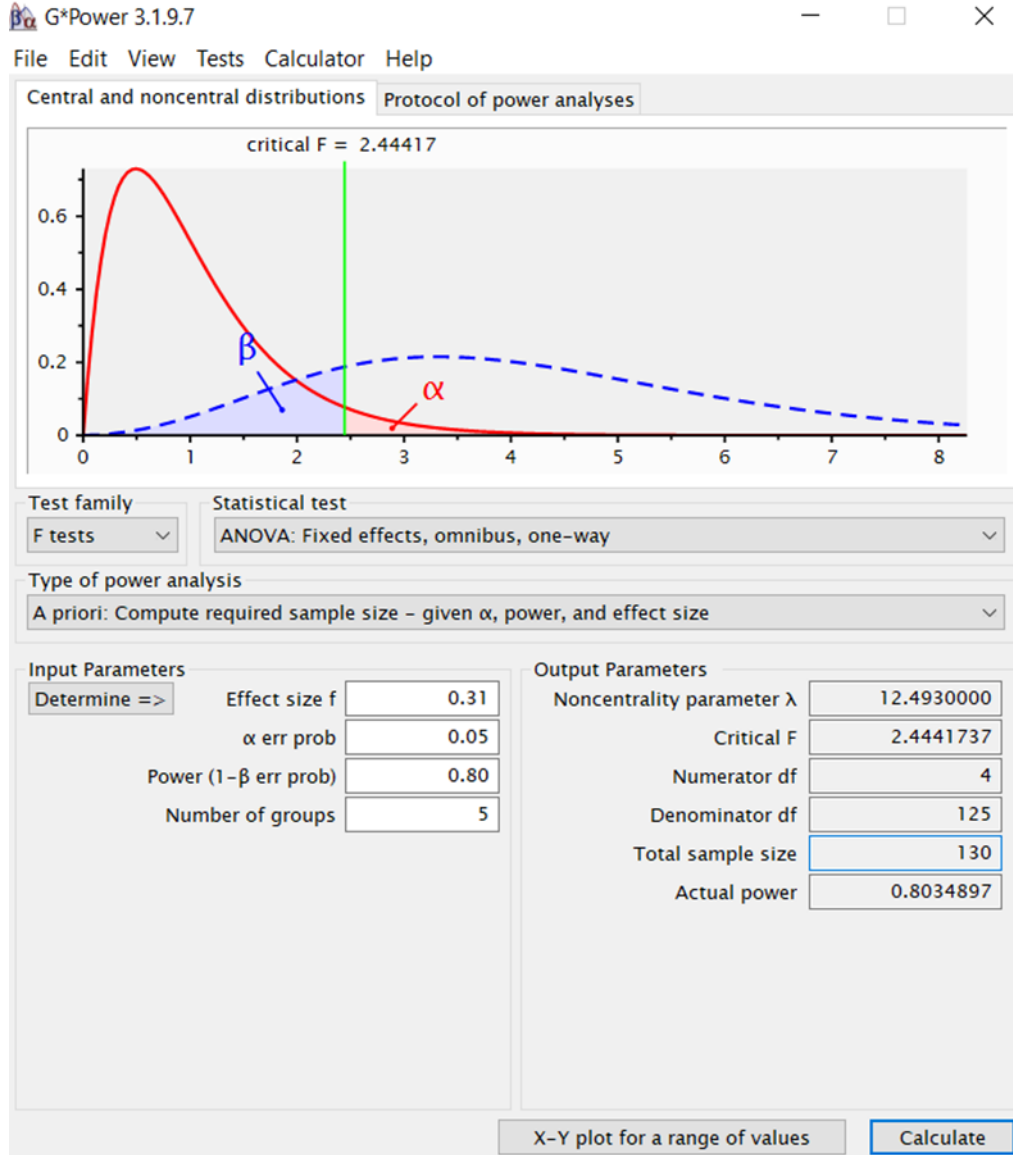 G*Power 3.1.9.7
File Edit View Tests Calculator Help
Central and noncentral distributions Protocol of power analyses
critical F = 2.44417
0.6
0.4
0.2
0
β
α
0 1 2 3 4 5 6 7 8
Test family Statistical test
F tests ANOVA: Fixed effects, omnibus, one-way
Type of power analysis
A priori: Compute required sample size – given α, power, and effect size
Input Parameters
Determine => Effect size f 0.31
α err prob 0.05
Power (1-β err prob) 0.80
Number of groups 5
Output Parameters
Noncentrality parameter λ 12.4930000
Critical F 2.4441737
Numerator df 4
Denominator df 125
Total sample size 130
Actual power 0.8034897
X-Y plot for a range of values Calculate